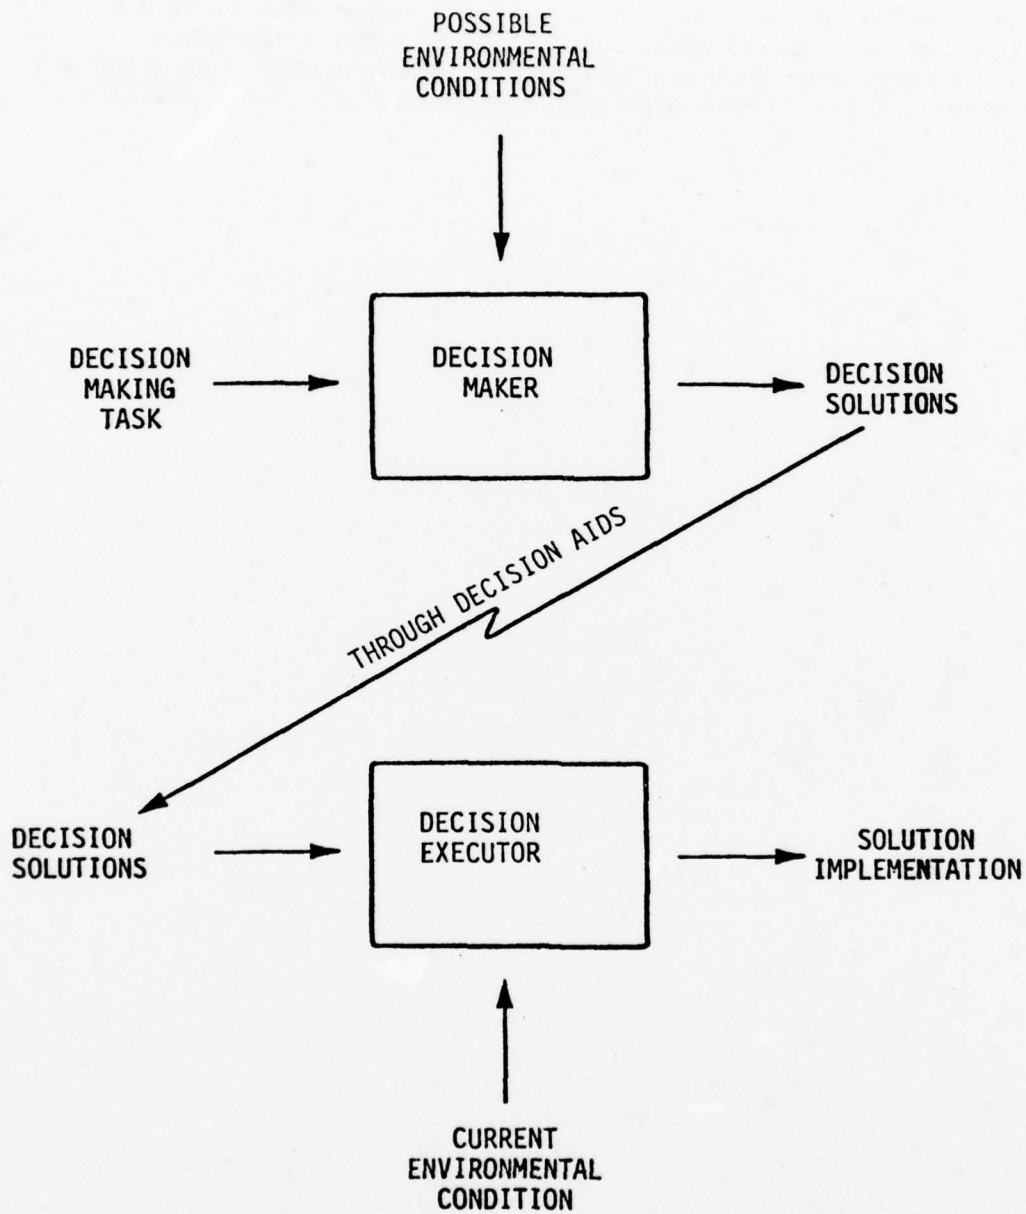 POSSIBLE
ENVIRONMENTAL
CONDITIONS
DECISION
MAKING
TASK
DECISION
MAKER
DECISION
SOLUTIONS
THROUGH DECISION AIDS
DECISION
SOLUTIONS
DECISION
EXECUTOR
SOLUTION
IMPLEMENTATION
CURRENT
ENVIRONMENTAL
CONDITION